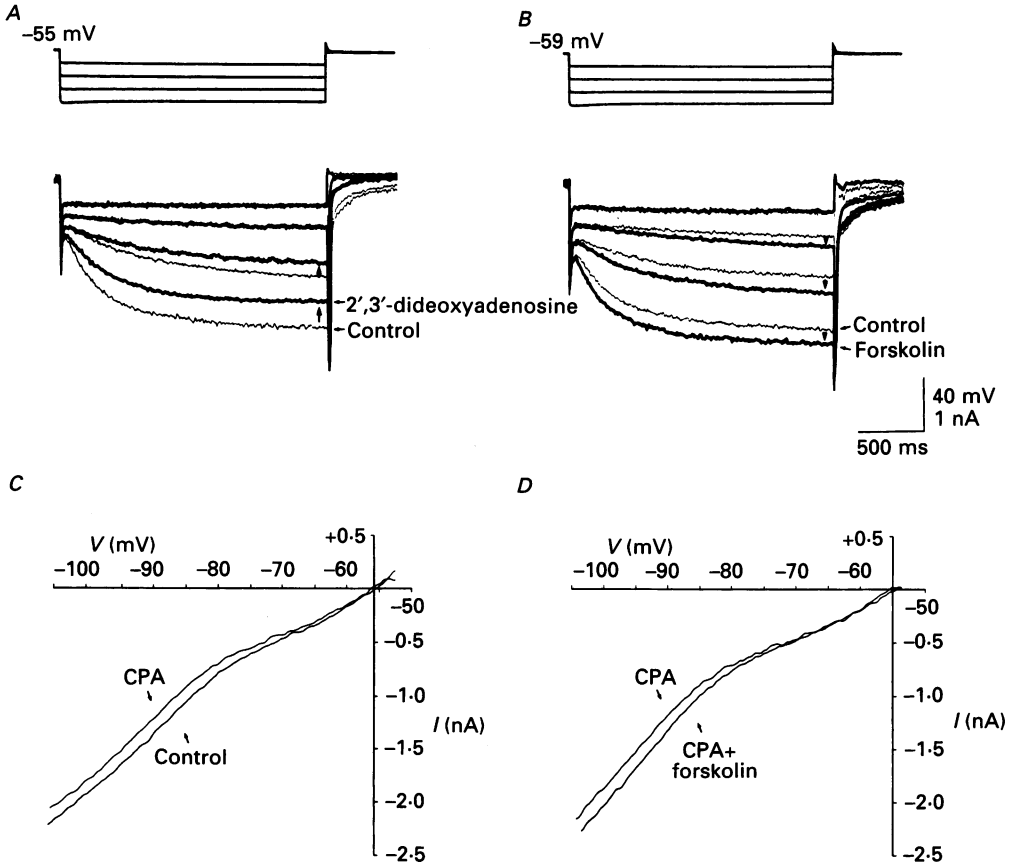 A
−55 mV
2′,3′-dideoxyadenosine
Control
B
−59 mV
Control
Forskolin
40 mV
1 nA
500 ms
C
V (mV)
+0·5
−100 −90 −80 −70 −60
−50
−0·5
−1·0
−1·5
−2·0
−2·5
I (nA)
CPA
Control
D
V (mV)
+0·5
−100 −90 −80 −70 −60
−50
−0·5
−1·0
−1·5
−2·0
−2·5
I (nA)
CPA
CPA+
forskolin